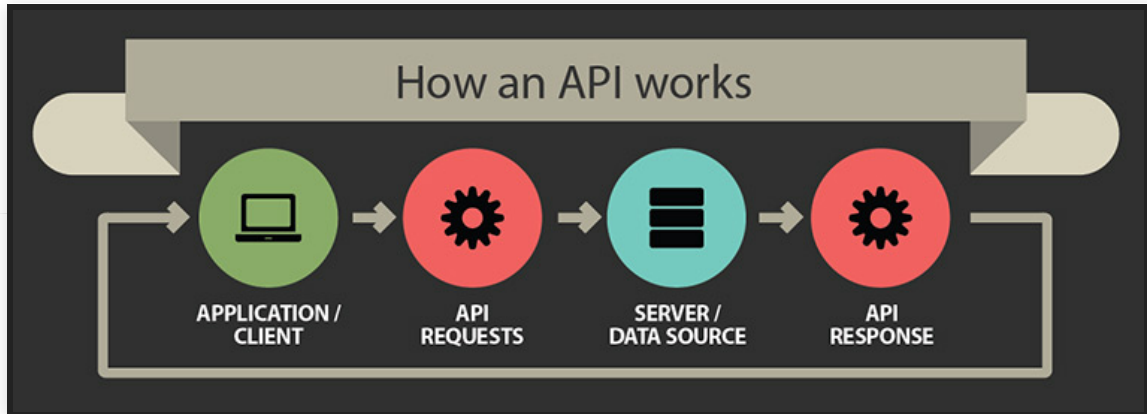 How an API works
APPLICATION /
CLIENT
API
REQUESTS
SERVER /
DATA SOURCE
API
RESPONSE